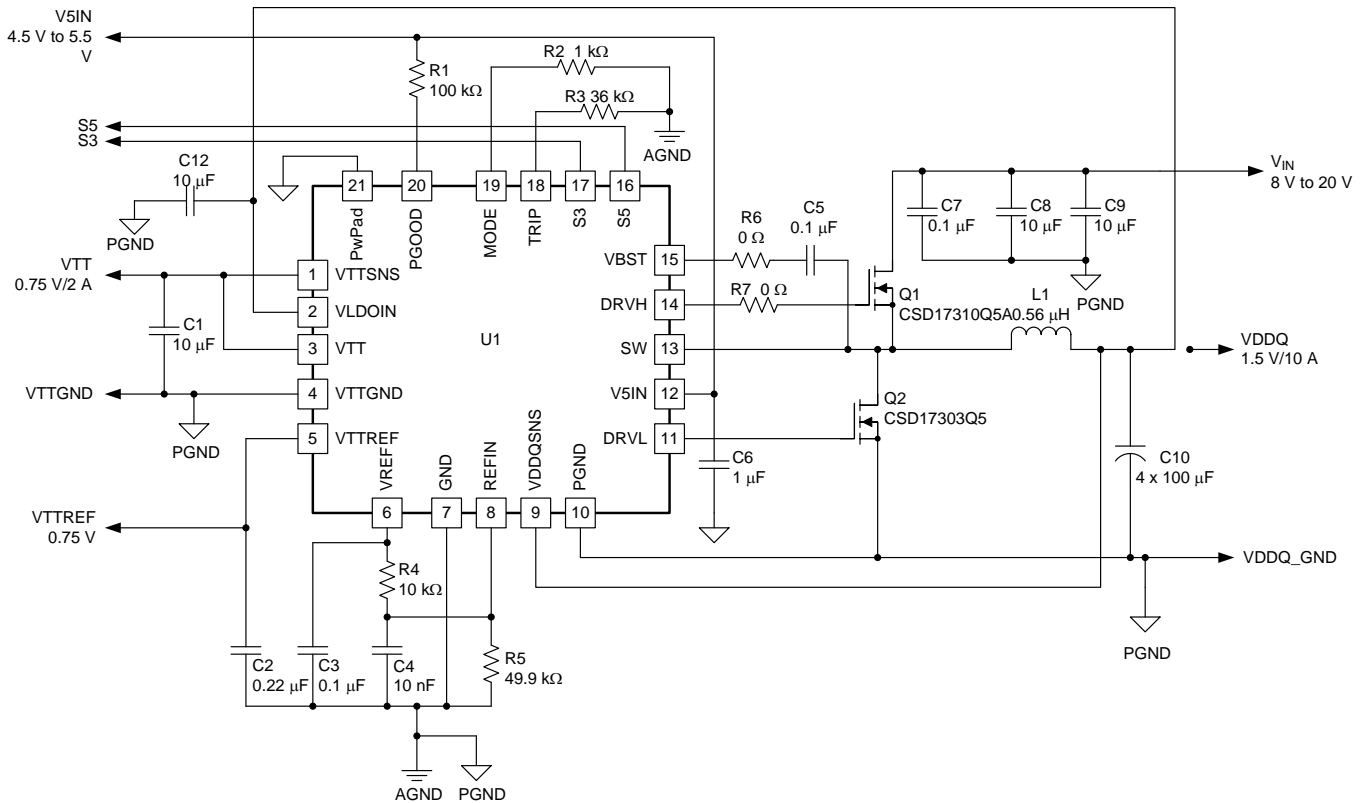 V5IN
4.5 V to 5.5
V
R1
100 kΩ
R2 1 kΩ
R3 36 kΩ
AGND
S5
S3
C12
10 μF
PGND
21
20
19
18
17
16
PwPad
PGOOD
MODE
TRIP
S3
S5
VIN
8 V to 20 V
C7
0.1 μF
C8
10 μF
C9
10 μF
PGND
VTT
0.75 V/2 A
C1
10 μF
VTTGND
PGND
1 VTTSNS
2 VLDOIN
3 VTT
4 VTTGND
5 VTTREF
U1
VBST 15
DRVH 14
SW 13
V5IN 12
DRVL 11
R6
0 Ω
C5
0.1 μF
R7 0 Ω
Q1
CSD17310Q5A
L1
0.56 μH
VDDQ
1.5 V/10 A
Q2
CSD17303Q5
C6
1 μF
C10
4 x 100 μF
VREF
GND
REFIN
VDDQSNS
PGND
6
7
8
9
10
VTTREF
0.75 V
VDDQ_GND
PGND
R4
10 kΩ
C2
0.22 μF
C3
0.1 μF
C4
10 nF
R5
49.9 kΩ
AGND
PGND